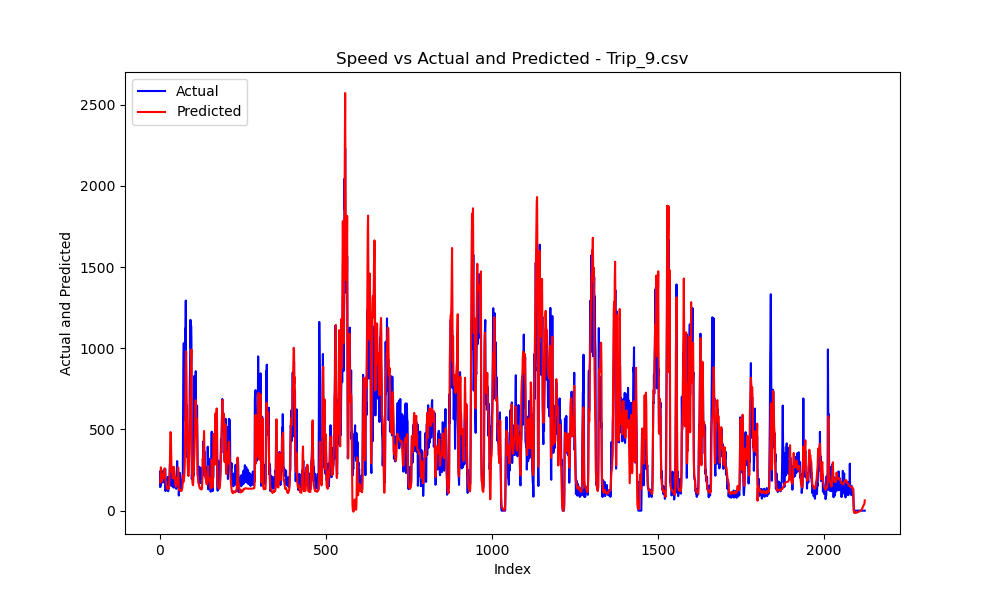 Speed vs Actual and Predicted - Trip_9.csv
Actual
Predicted
2500
2000
1500
1000
500
0
Actual and Predicted
0 500 1000 1500 2000
Index